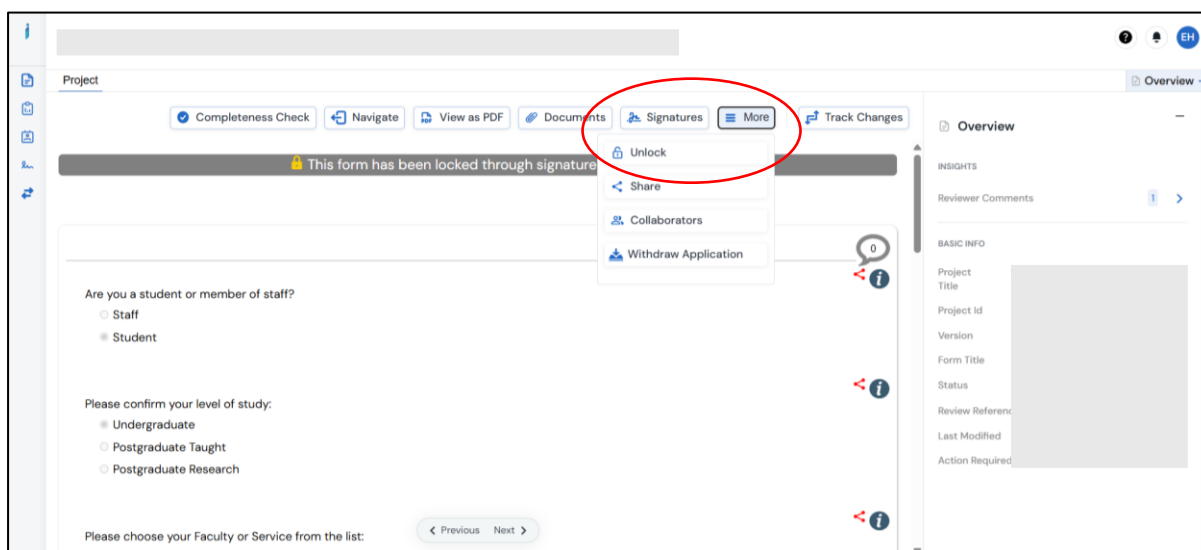 EH
Project
Overview
Completeness Check
Navigate
View as PDF
Documents
Signatures
More
Track Changes
This form has been locked through signature
Unlock
Share
Collaborators
Withdraw Application
0
Are you a student or member of staff?
Staff
Student
Please confirm your level of study:
Undergraduate
Postgraduate Taught
Postgraduate Research
Please choose your Faculty or Service from the list:
Previous Next
Overview
INSIGHTS
Reviewer Comments 1
BASIC INFO
Project
Title
Project Id
Version
Form Title
Status
Review Referenc
Last Modified
Action Required